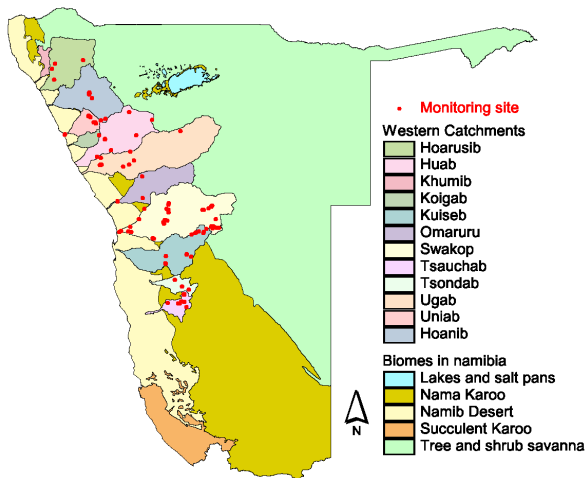 Monitoring site
Western Catchments
Hoarusib
Huab
Khumib
Koigab
Kuiseb
Omaruru
Swakop
Tsauchab
Tsondab
Ugab
Uniab
Hoanib
Biomes in namibia
Lakes and salt pans
Nama Karoo
Namib Desert
Succulent Karoo
Tree and shrub savanna
N